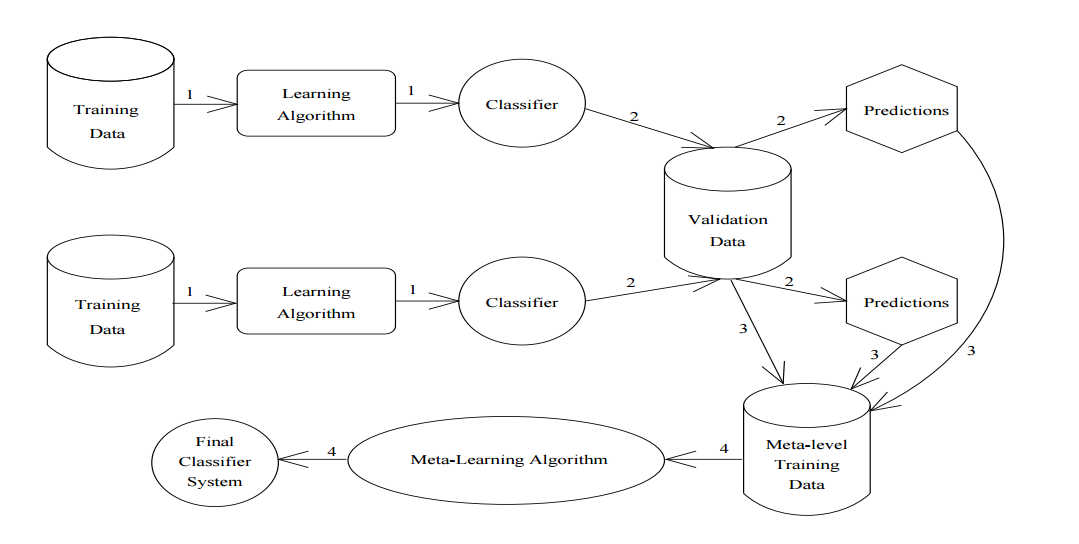 Training
Data
1
Learning
Algorithm
1
Classifier
2
2
Predictions
Validation
Data
Training
Data
1
Learning
Algorithm
1
Classifier
2
2
Predictions
3
3
3
Final
Classifier
System
4
Meta-Learning Algorithm
4
Meta-level
Training
Data